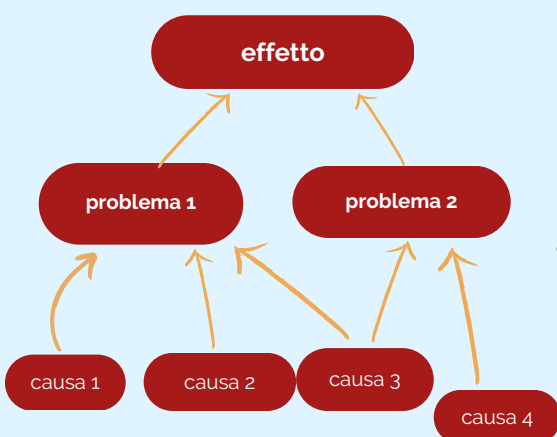 effetto
problema 1
problema 2
causa 1
causa 2
causa 3
causa 4